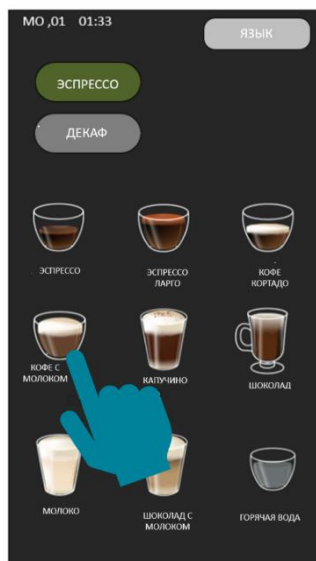 MO ,01 01:33
ЯЗЫК
ЭСПРЕССО
ДЕКАФ
ЭСПРЕССО
ЭСПРЕССО
ЛАРГО
КОФЕ
КОРТАДО
КОФЕ С
МОЛОКОМ
КАПУЧИНО
ШОКОЛАД
МОЛОКО
ШОКОЛАД С
МОЛОКОМ
ГОРЯЧАЯ ВОДА